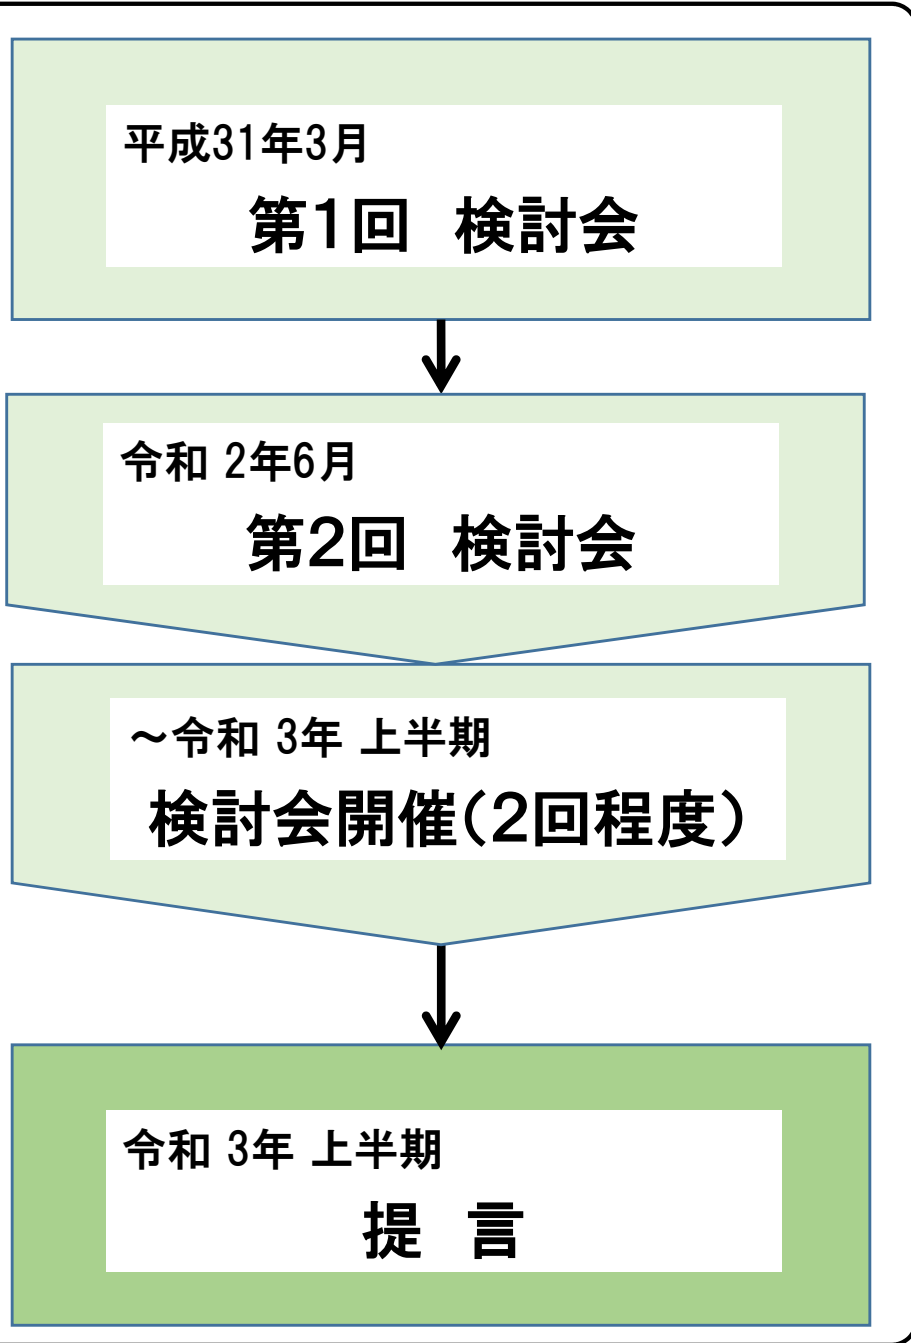 平成31年3月
第1回　検討会
令和 2年6月
第2回　検討会
～令和 3年 上半期
検討会開催(2回程度)
令和 3年 上半期
提　言